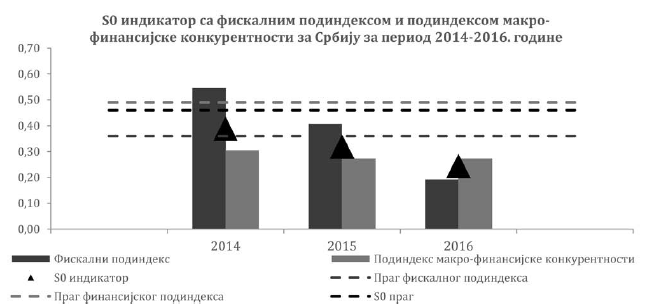 S0 индикатор са фискалним подиндексом и подиндексом макро-
финансијске конкурентности за Србију за период 2014-2016. године
0,70
0,60
0,50
0,40
0,30
0,20
0,10
0,00
2014 2015 2016
Фискални подиндекс Подиндекс макро-финансијске конкурентности
S0 индикатор Праг фискалног подиндекса
Праг финансијског подиндекса S0 праг